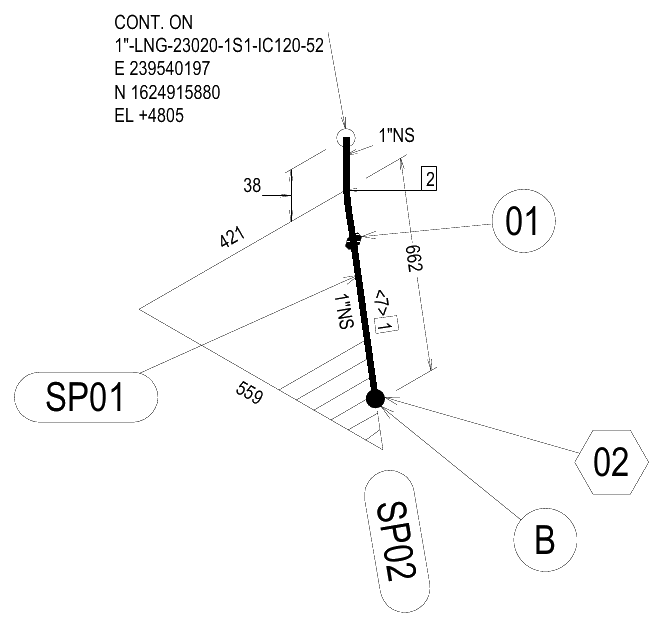 CONT. ON
1"-LNG-23020-1S1-IC120-52
E 239540197
N 1624915880
EL +4805
1"NS
38
2
421
01
662
<7> 1
1"NS
SP01
559
02
SP02
B